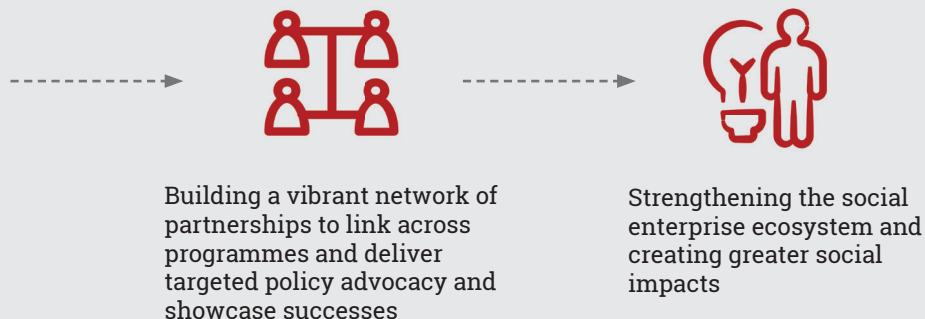 Building a vibrant network of
partnerships to link across
programmes and deliver
targeted policy advocacy and
showcase successes
Strengthening the social
enterprise ecosystem and
creating greater social
impacts